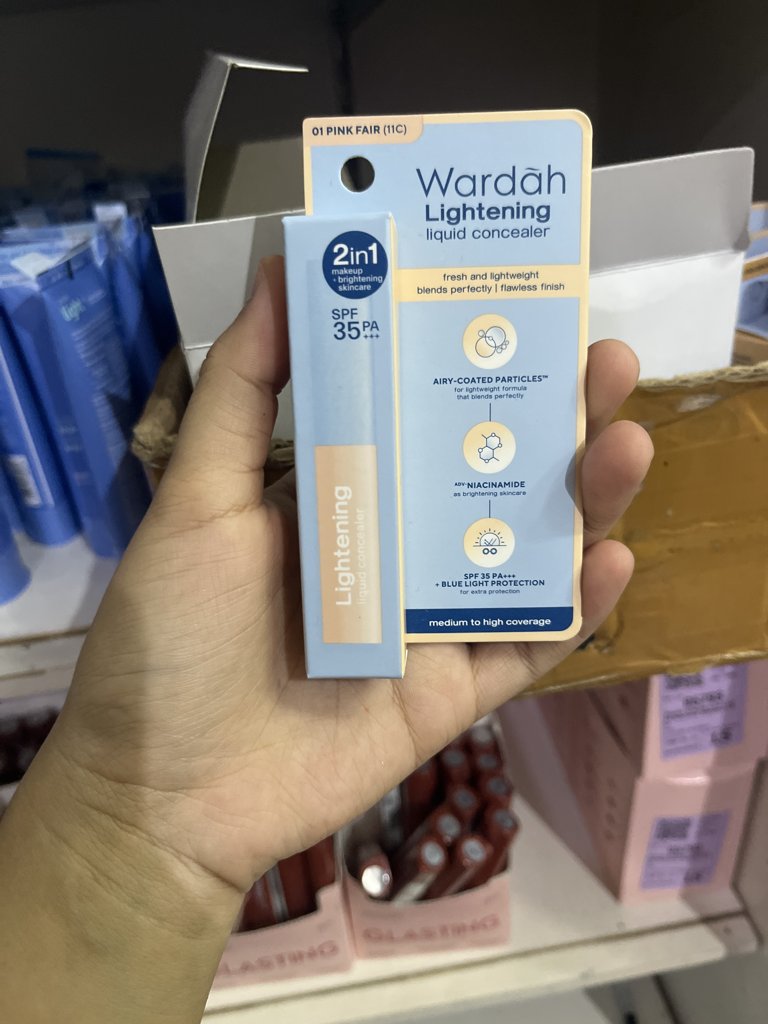 01 PINK FAIR (11C)
Wardah
Lightening
liquid concealer
fresh and lightweight
blends perfectly | flawless finish
AIRY-COATED PARTICLES™
for lightweight formula
that blends perfectly
ADV-NIACINAMIDE
as brightening skincare
SPF 35 PA+++
+ BLUE LIGHT PROTECTION
for extra protection
medium to high coverage
2in1
makeup
+ brightening
skincare
SPF
35 PA
+++
Lightening
liquid concealer
GLASTING
GLASTING